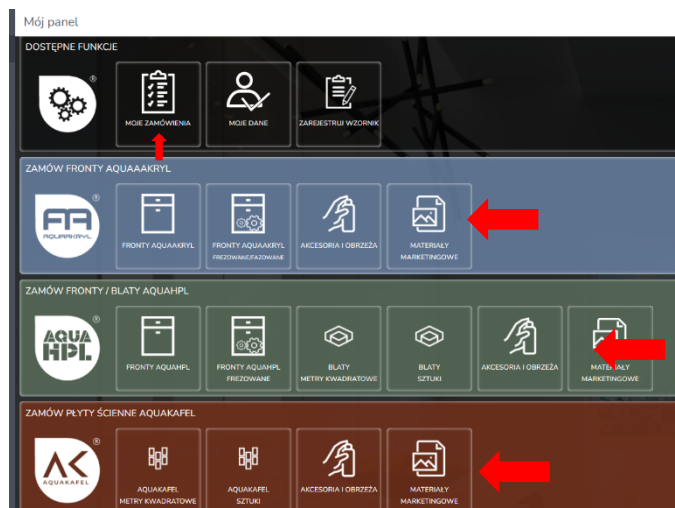 Mój panel
DOSTĘPNE FUNKCJE
®
MOJE ZAMÓWIENIA
MOJE DANE
ZAREJESTRUJ WZORNIK
ZAMÓW FRONTY AQUAAAKRYL
®
AQUAAKRYL
FRONTY AQUAAKRYL
FRONTY AQUAAKRYL
FREZOWANE/FAZOWANE
AKCESORIA I OBRZEŻA
MATERIAŁY
MARKETINGOWE
ZAMÓW FRONTY / BLATY AQUAHPL
®
AQUA
HPL
FRONTY AQUAHPL
FRONTY AQUAHPL
FREZOWANE
BLATY
METRY KWADRATOWE
BLATY
SZTUKI
AKCESORIA I OBRZEŻA
MATERIAŁY
MARKETINGOWE
ZAMÓW PŁYTY ŚCIENNE AQUAKAFEL
®
AK
AQUAKAFEL
AQUAKAFEL
METRY KWADRATOWE
AQUAKAFEL
SZTUKI
AKCESORIA I OBRZEŻA
MATERIAŁY
MARKETINGOWE